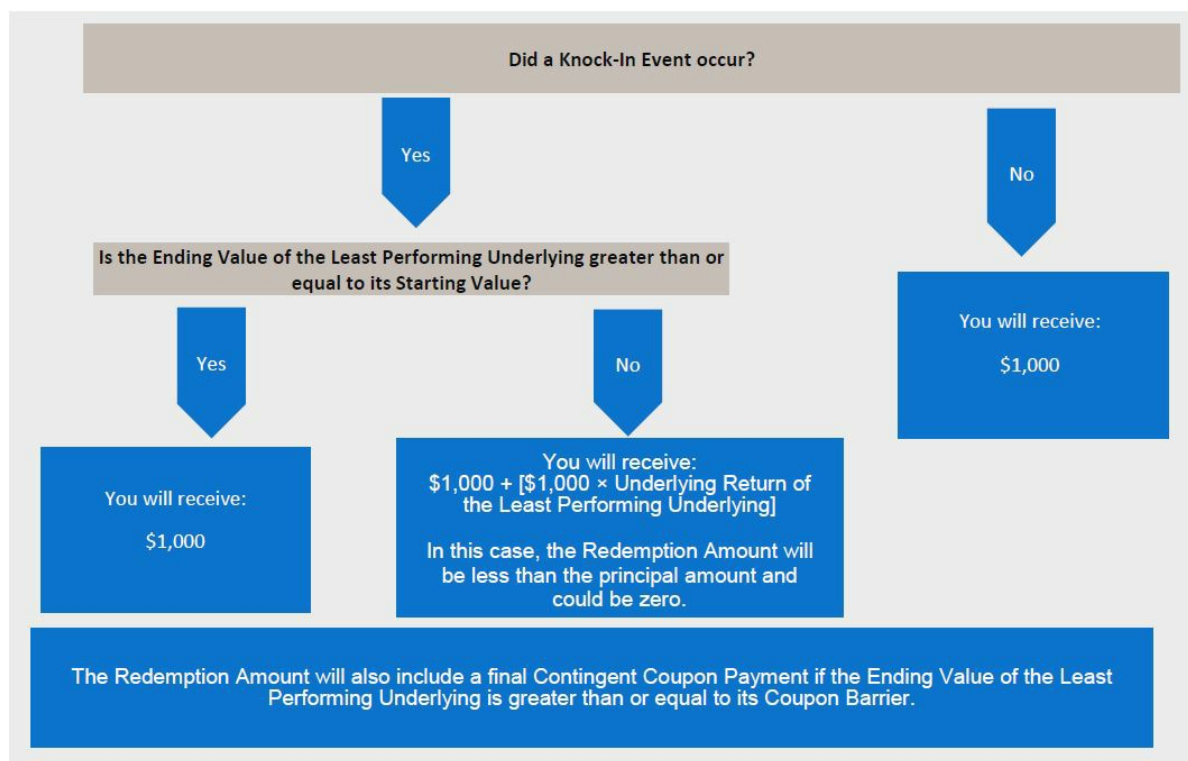 Did a Knock-In Event occur?
Yes
No
Is the Ending Value of the Least Performing Underlying greater than or
equal to its Starting Value?
You will receive:
$1,000
Yes
No
You will receive:
$1,000
You will receive:
$1,000 + [$1,000 × Underlying Return of
the Least Performing Underlying]
In this case, the Redemption Amount will
be less than the principal amount and
could be zero.
The Redemption Amount will also include a final Contingent Coupon Payment if the Ending Value of the Least
Performing Underlying is greater than or equal to its Coupon Barrier.